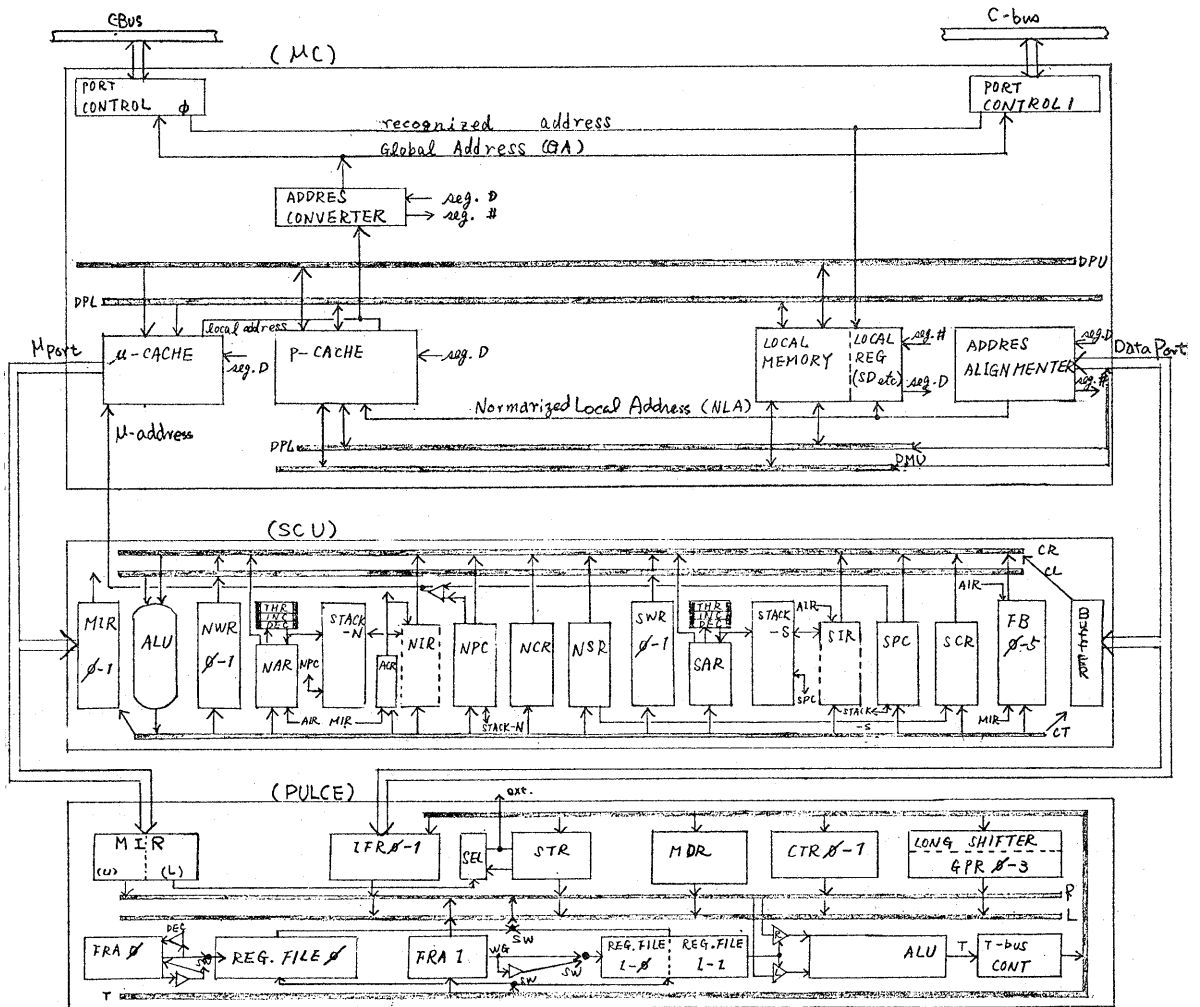 C-Bus
C-bus
(MC)
PORT
CONTROL φ
PORT
CONTROL 1
recognized address
Global Address (GA)
ADDRES
CONVERTER
seg. D
seg. #
DPU
DPL
local address
μport
μ-CACHE
seg. D
P-CACHE
seg. D
LOCAL
MEMORY
LOCAL
REG
(SD etc)
seg. #
seg. D
ADDRES
ALIGNMENTER
seg. D
seg. #
Data Port
Normarized Local Address (NLA)
μ-address
DPL
DMU
(SCU)
CR
CL
MIR
φ-1
ALU
NWR
φ-1
THR
INC
DEC
NAR
NPC
STACK
-N
ACR
NIR
NPC
NCR
NSR
SWR
φ-1
THR
INC
DEC
SAR
STACK
-S
AIR
SPC
SIR
SPC
SCR
AIR
FB
φ-5
BUFFER
AIR
MIR
STACK-N
STACK
-S
MIR
CT
(PULCE)
ext.
MIR
(U)
(L)
IFRφ-1
SEL
STR
MDR
CTRφ-1
LONG SHIFTER
GPR φ-3
R
L
FRA φ
DEC
SW
REG. FILE φ
SW
FRA 1
WG
SW
SW
REG. FILE
1-φ
REG. FILE
1-1
R
L
ALU
T
T-bus
CONT
T